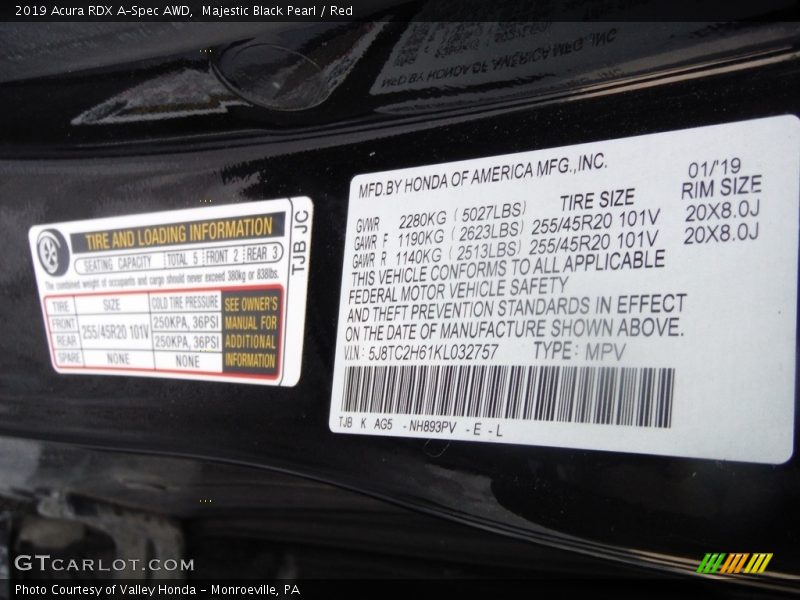 2019 Acura RDX A-Spec AWD,  Majestic Black Pearl / Red
TIRE AND LOADING INFORMATION
SEATING CAPACITY TOTAL 5 FRONT 2 REAR 3
The combined weight of occupants and cargo should never exceed 380kg or 838lbs.
TIRE SIZE COLD TIRE PRESSURE SEE OWNER'S MANUAL FOR ADDITIONAL INFORMATION
FRONT 255/45R20 101V 250KPA, 36PSI
REAR 250KPA, 36PSI
SPARE NONE NONE
TJB JC
MFD.BY HONDA OF AMERICA MFG.,INC. 01/'19
TIRE SIZE RIM SIZE
GVWR 2280KG (5027LBS)
GAWR F 1190KG (2623LBS) 255/45R20 101V 20X8.0J
GAWR R 1140KG (2513LBS) 255/45R20 101V 20X8.0J
THIS VEHICLE CONFORMS TO ALL APPLICABLE
FEDERAL MOTOR VEHICLE SAFETY
AND THEFT PREVENTION STANDARDS IN EFFECT
ON THE DATE OF MANUFACTURE SHOWN ABOVE.
V.I.N.: 5J8TC2H61KL032757 TYPE: MPV
TJB K AG5 -NH893PV -E-L
GTCARLOT.COM
Photo Courtesy of Valley Honda - Monroeville, PA